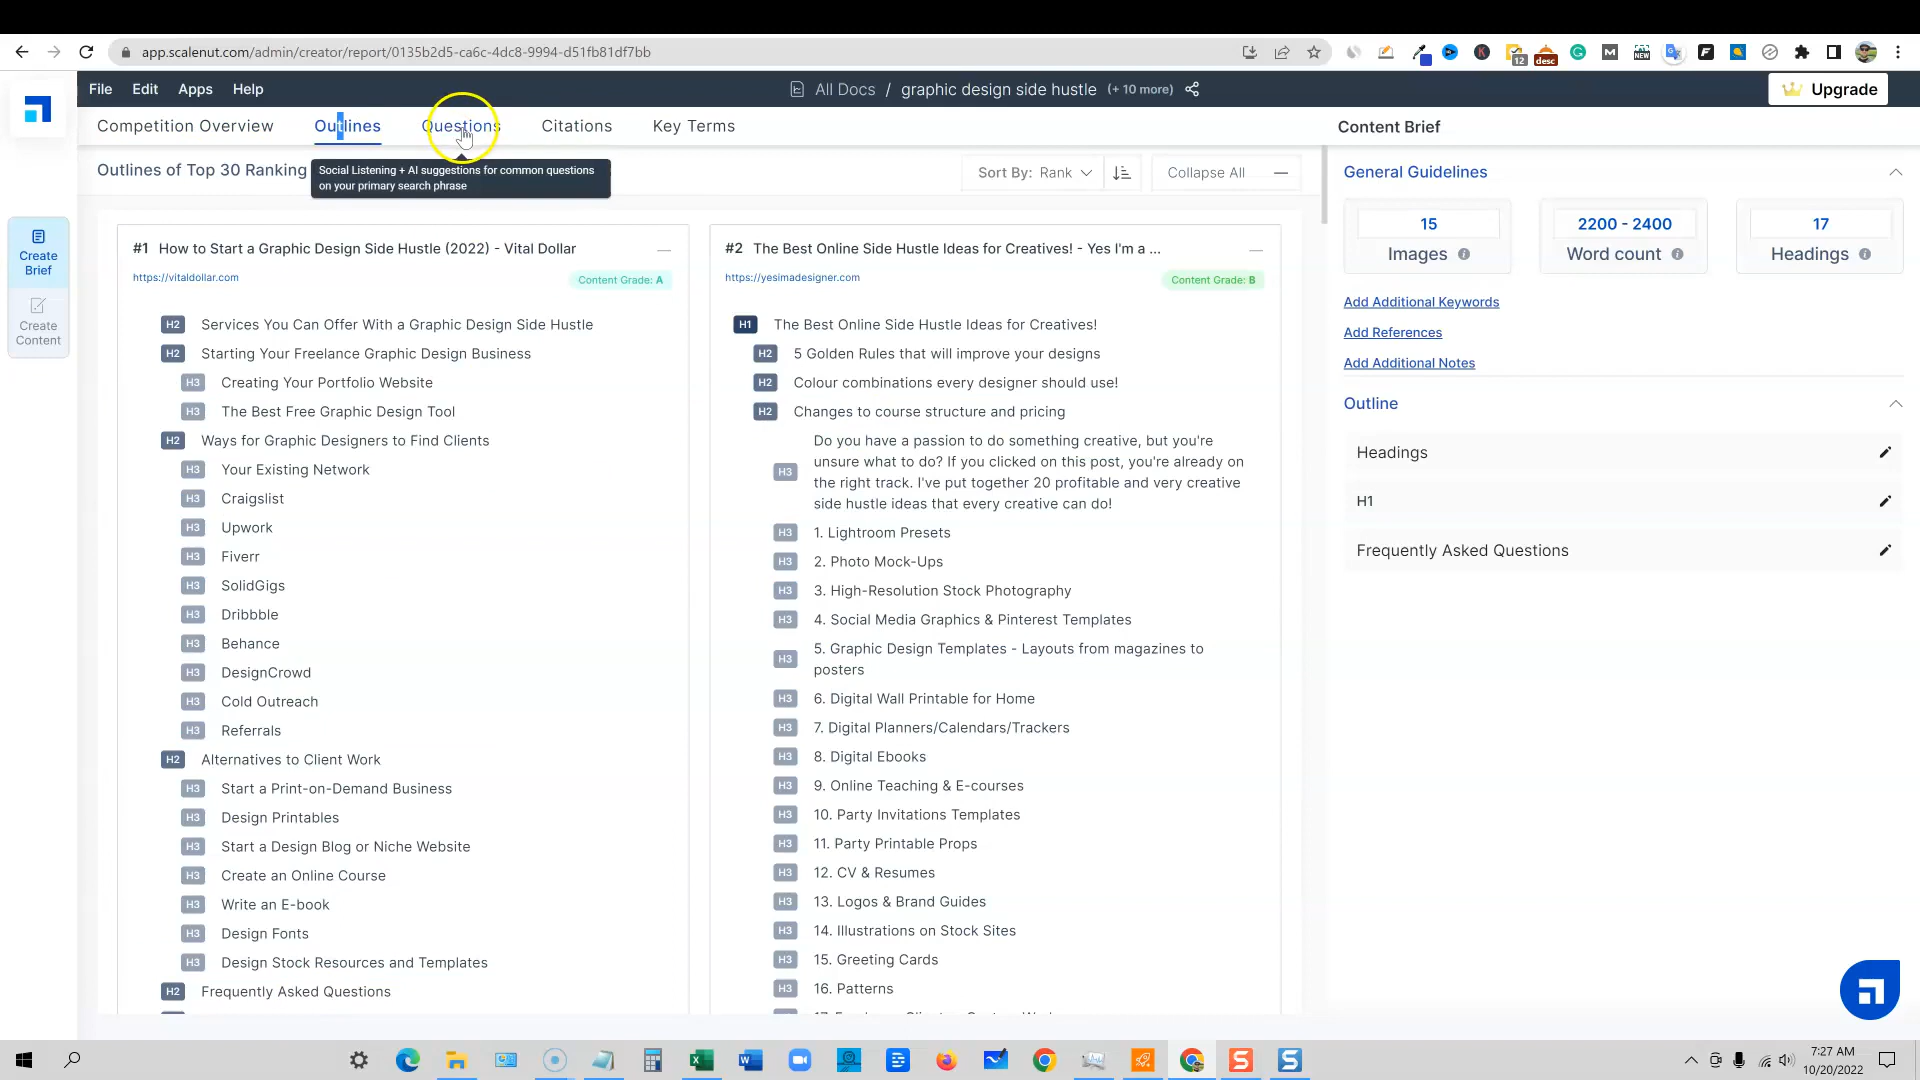 app.scalenut.com/admin/creator/report/0135b2d5-ca6c-4dc8-9994-d51fb81df7bb
12
desc
NEW
File Edit Apps Help
All Docs / graphic design side hustle (+ 10 more)
Upgrade
Competition Overview Outlines Questions Citations Key Terms
Content Brief
Outlines of Top 30 Ranking
Social Listening + AI suggestions for common questions
on your primary search phrase
Sort By: Rank
Collapse All
Create
Brief
Create
Content
#1 How to Start a Graphic Design Side Hustle (2022) - Vital Dollar
https://vitaldollar.com
Content Grade: A
H2 Services You Can Offer With a Graphic Design Side Hustle
H2 Starting Your Freelance Graphic Design Business
H3 Creating Your Portfolio Website
H3 The Best Free Graphic Design Tool
H2 Ways for Graphic Designers to Find Clients
H3 Your Existing Network
H3 Craigslist
H3 Upwork
H3 Fiverr
H3 SolidGigs
H3 Dribbble
H3 Behance
H3 DesignCrowd
H3 Cold Outreach
H3 Referrals
H2 Alternatives to Client Work
H3 Start a Print-on-Demand Business
H3 Design Printables
H3 Start a Design Blog or Niche Website
H3 Create an Online Course
H3 Write an E-book
H3 Design Fonts
H3 Design Stock Resources and Templates
H2 Frequently Asked Questions
#2 The Best Online Side Hustle Ideas for Creatives! - Yes I'm a ...
https://yesimadesigner.com
Content Grade: B
H1 The Best Online Side Hustle Ideas for Creatives!
H2 5 Golden Rules that will improve your designs
H2 Colour combinations every designer should use!
H2 Changes to course structure and pricing
H3 Do you have a passion to do something creative, but you're
unsure what to do? If you clicked on this post, you're already on
the right track. I've put together 20 profitable and very creative
side hustle ideas that every creative can do!
H3 1. Lightroom Presets
H3 2. Photo Mock-Ups
H3 3. High-Resolution Stock Photography
H3 4. Social Media Graphics & Pinterest Templates
H3 5. Graphic Design Templates - Layouts from magazines to
posters
H3 6. Digital Wall Printable for Home
H3 7. Digital Planners/Calendars/Trackers
H3 8. Digital Ebooks
H3 9. Online Teaching & E-courses
H3 10. Party Invitations Templates
H3 11. Party Printable Props
H3 12. CV & Resumes
H3 13. Logos & Brand Guides
H3 14. Illustrations on Stock Sites
H3 15. Greeting Cards
H3 16. Patterns
General Guidelines
15
Images
2200 - 2400
Word count
17
Headings
Add Additional Keywords
Add References
Add Additional Notes
Outline
Headings
H1
Frequently Asked Questions
7:27 AM
10/20/2022